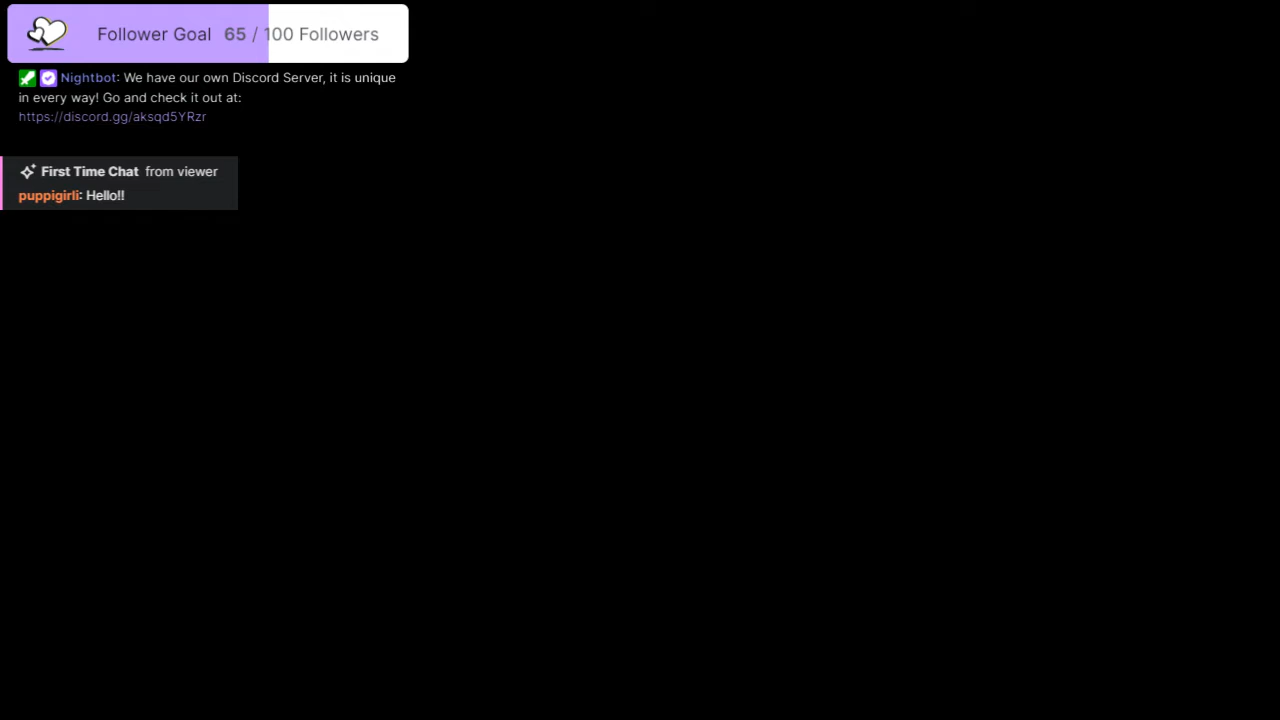 Follower Goal 65 / 100 Followers
Nightbot: We have our own Discord Server, it is unique
in every way! Go and check it out at:
https://discord.gg/aksqd5YRzr
First Time Chat from viewer
puppigirli: Hello!!